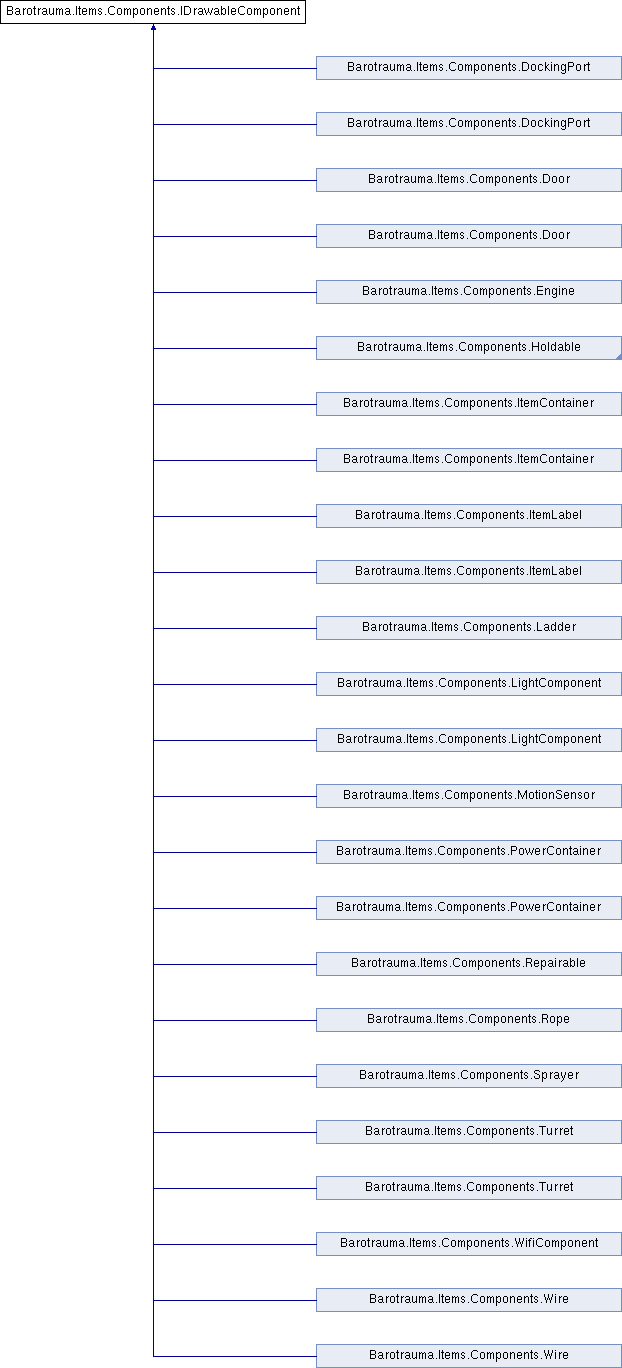 Barotrauma.Items.Components.IDrawableComponent
Barotrauma.Items.Components.DockingPort
Barotrauma.Items.Components.DockingPort
Barotrauma.Items.Components.Door
Barotrauma.Items.Components.Door
Barotrauma.Items.Components.Engine
Barotrauma.Items.Components.Holdable
Barotrauma.Items.Components.ItemContainer
Barotrauma.Items.Components.ItemContainer
Barotrauma.Items.Components.ItemLabel
Barotrauma.Items.Components.ItemLabel
Barotrauma.Items.Components.Ladder
Barotrauma.Items.Components.LightComponent
Barotrauma.Items.Components.LightComponent
Barotrauma.Items.Components.MotionSensor
Barotrauma.Items.Components.PowerContainer
Barotrauma.Items.Components.PowerContainer
Barotrauma.Items.Components.Repairable
Barotrauma.Items.Components.Rope
Barotrauma.Items.Components.Sprayer
Barotrauma.Items.Components.Turret
Barotrauma.Items.Components.Turret
Barotrauma.Items.Components.WifiComponent
Barotrauma.Items.Components.Wire
Barotrauma.Items.Components.Wire